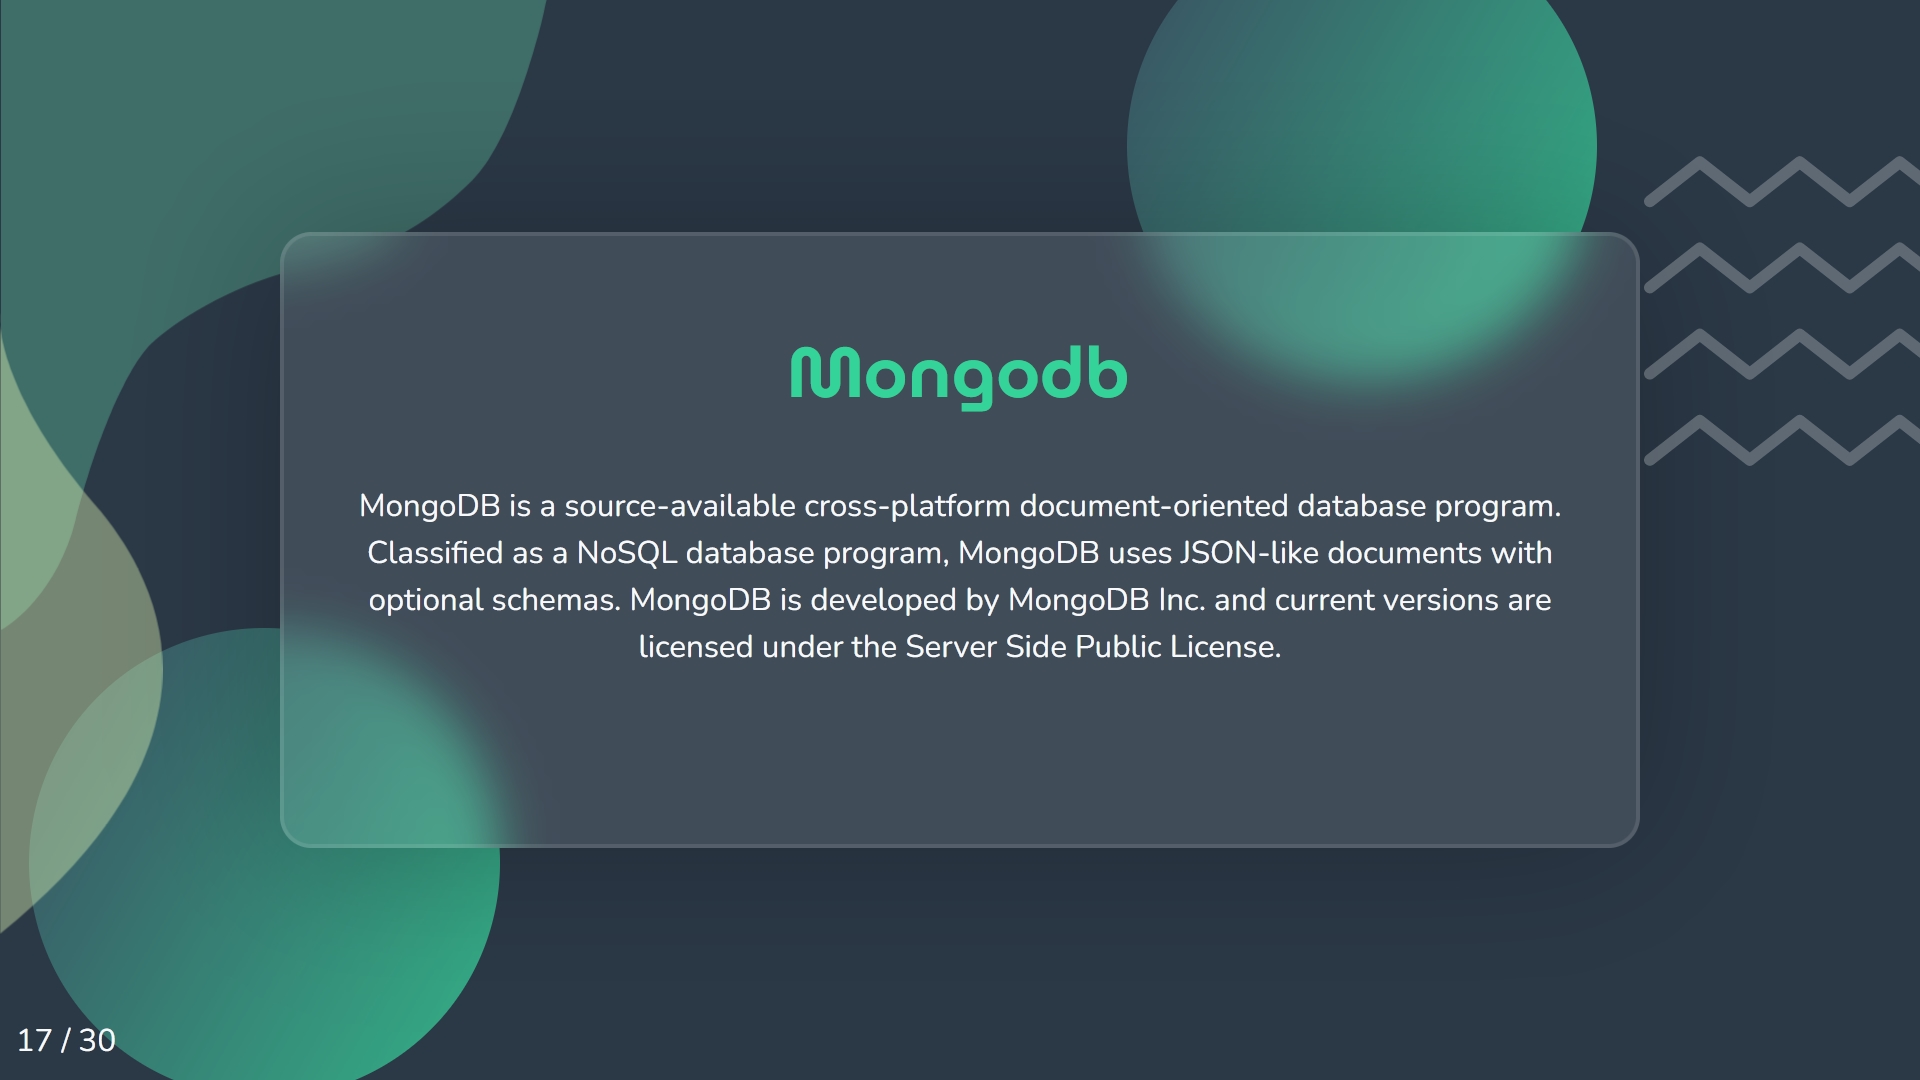 Mongodb
MongoDB is a source-available cross-platform document-oriented database program.
Classified as a NoSQL database program, MongoDB uses JSON-like documents with
optional schemas. MongoDB is developed by MongoDB Inc. and current versions are
licensed under the Server Side Public License.
17 / 30